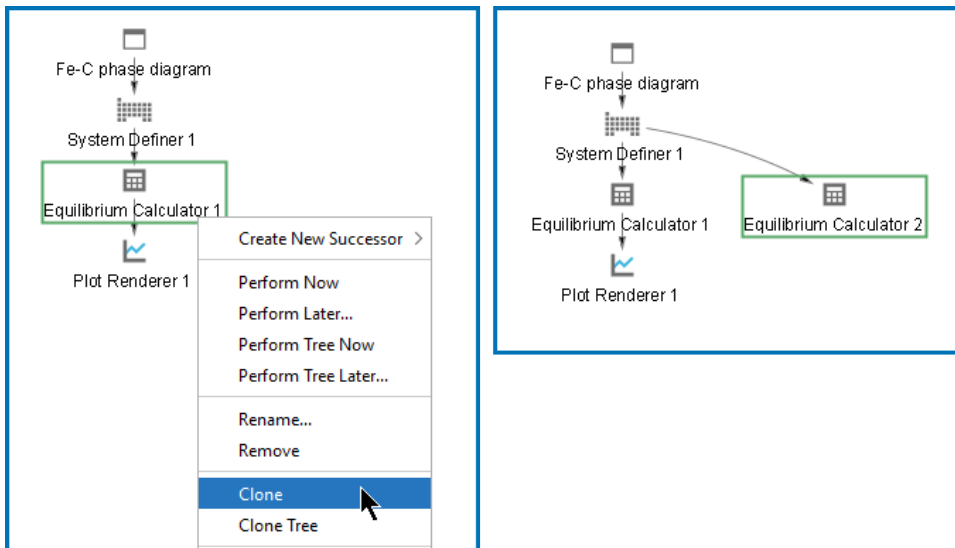 Fe-C phase diagram
System Definer 1
Equilibrium Calculator 1
Plot Renderer 1
Create New Successor
Perform Now
Perform Later...
Perform Tree Now
Perform Tree Later...
Rename...
Remove
Clone
Clone Tree
Fe-C phase diagram
System Definer 1
Equilibrium Calculator 1
Equilibrium Calculator 2
Plot Renderer 1